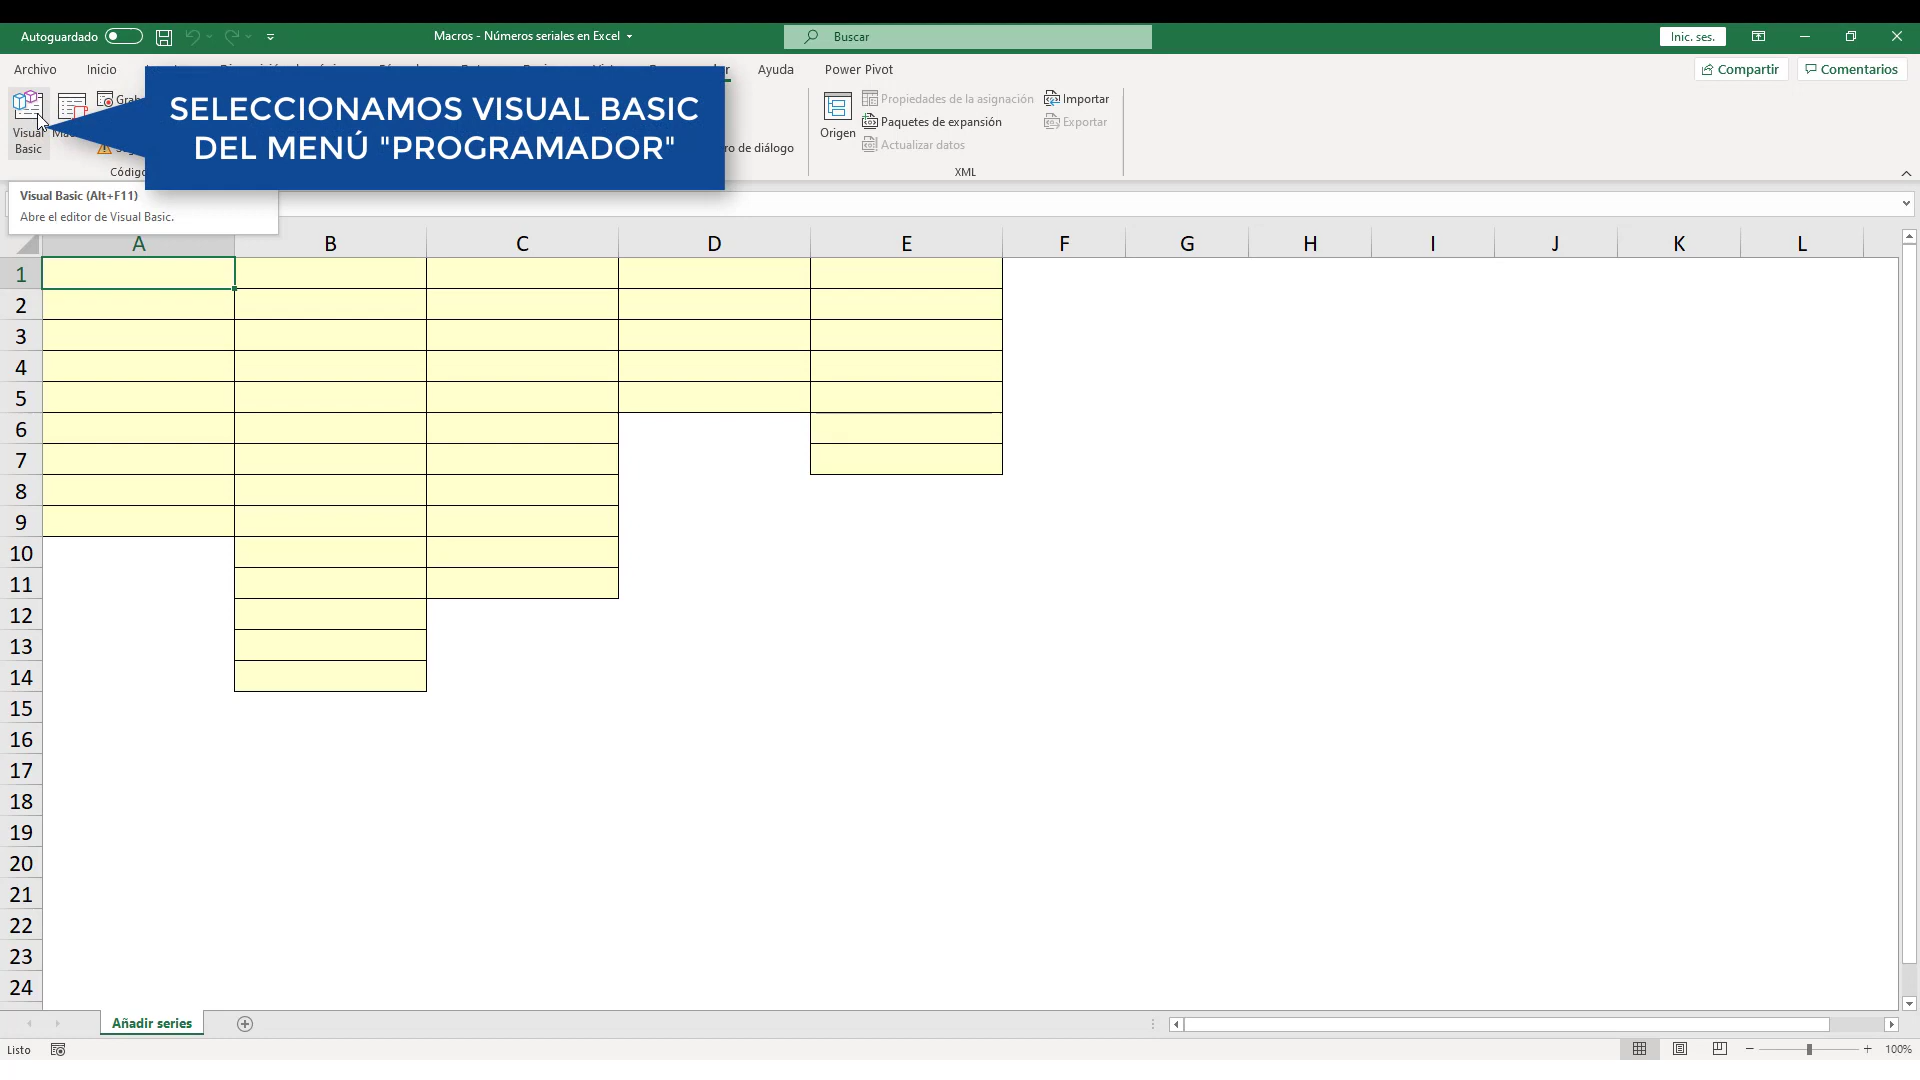 Autoguardado
Macros - Números seriales en Excel
Buscar
Inic. ses.
Archivo Inicio Ayuda Power Pivot
Compartir Comentarios
SELECCIONAMOS VISUAL BASIC
DEL MENÚ "PROGRAMADOR"
Visual
Basic
Origen
Propiedades de la asignación
Paquetes de expansión
Actualizar datos
Importar
Exportar
de diálogo
XML
Visual Basic (Alt+F11)
Abre el editor de Visual Basic.
A B C D E F G H I J K L
1
2
3
4
5
6
7
8
9
10
11
12
13
14
15
16
17
18
19
20
21
22
23
24
Añadir series
Listo
100%